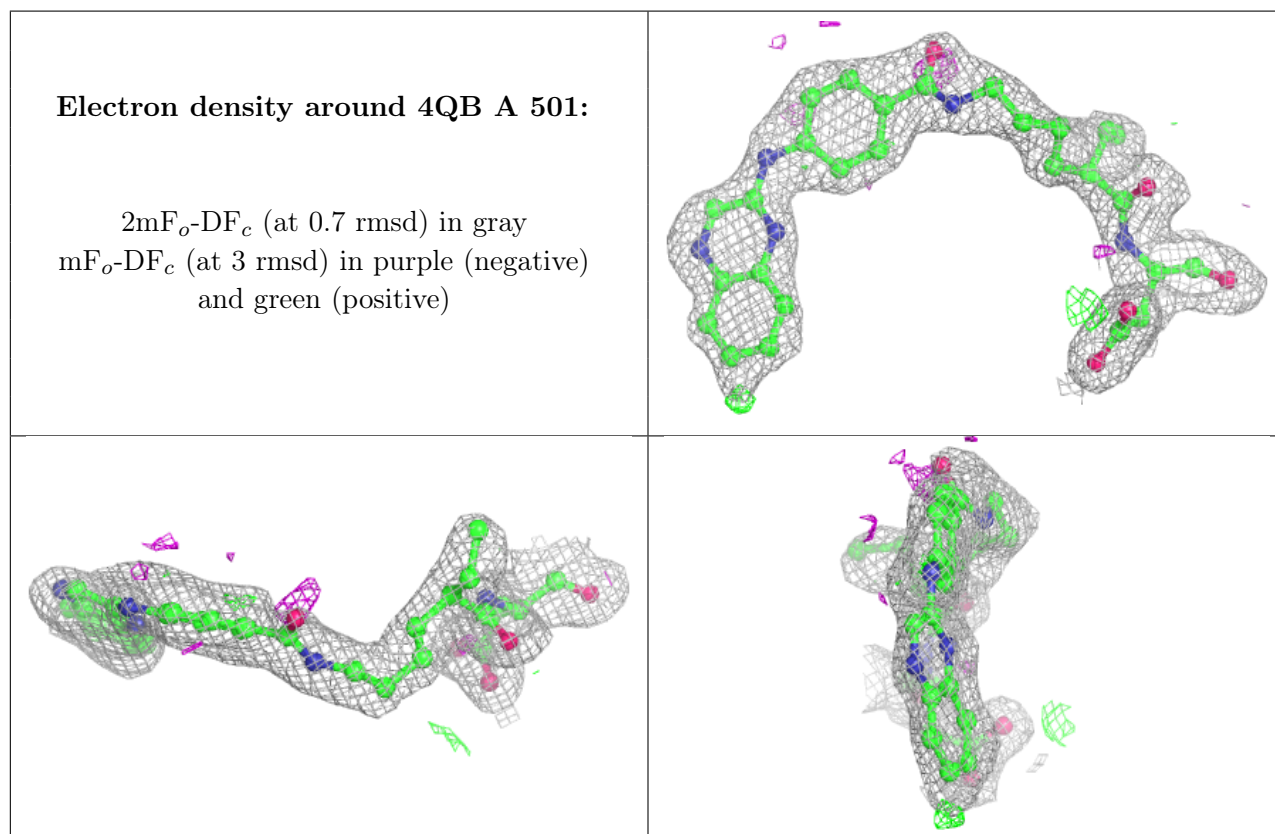 Electron density around 4QB A 501:
2mFo-DFc (at 0.7 rmsd) in gray
mFo-DFc (at 3 rmsd) in purple (negative)
and green (positive)